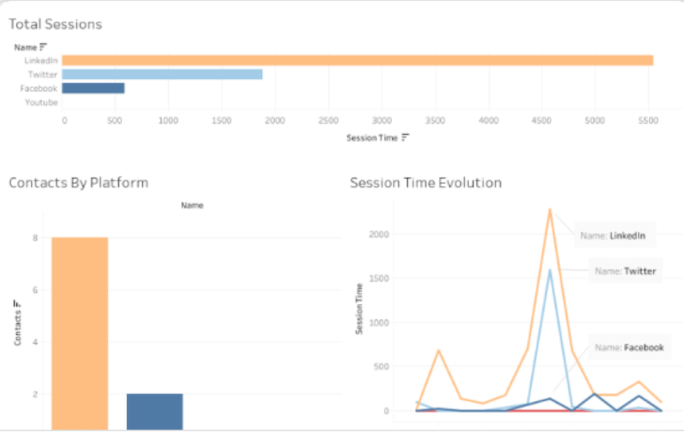 Total Sessions
Name
LinkedIn
Twitter
Facebook
Youtube
0 500 1000 1500 2000 2500 3000 3500 4000 4500 5000 5500
Session Time
Contacts By Platform
Name
8
6
4
2
Contacts
Session Time Evolution
2000
1500
1000
500
0
Session Time
Name: LinkedIn
Name: Twitter
Name: Facebook